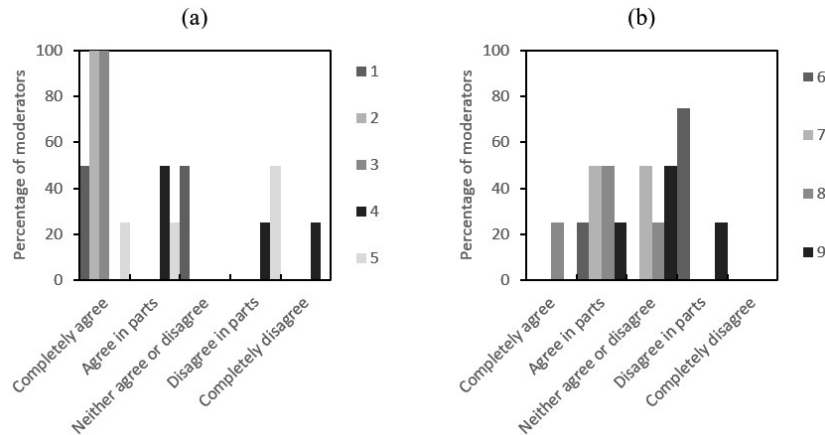 (a)
Percentage of moderators
100
80
60
40
20
0
Completely agree
Agree in parts
Neither agree or disagree
Disagree in parts
Completely disagree
1
2
3
4
5
(b)
Percentage of moderators
100
80
60
40
20
0
Completely agree
Agree in parts
Neither agree or disagree
Disagree in parts
Completely disagree
6
7
8
9